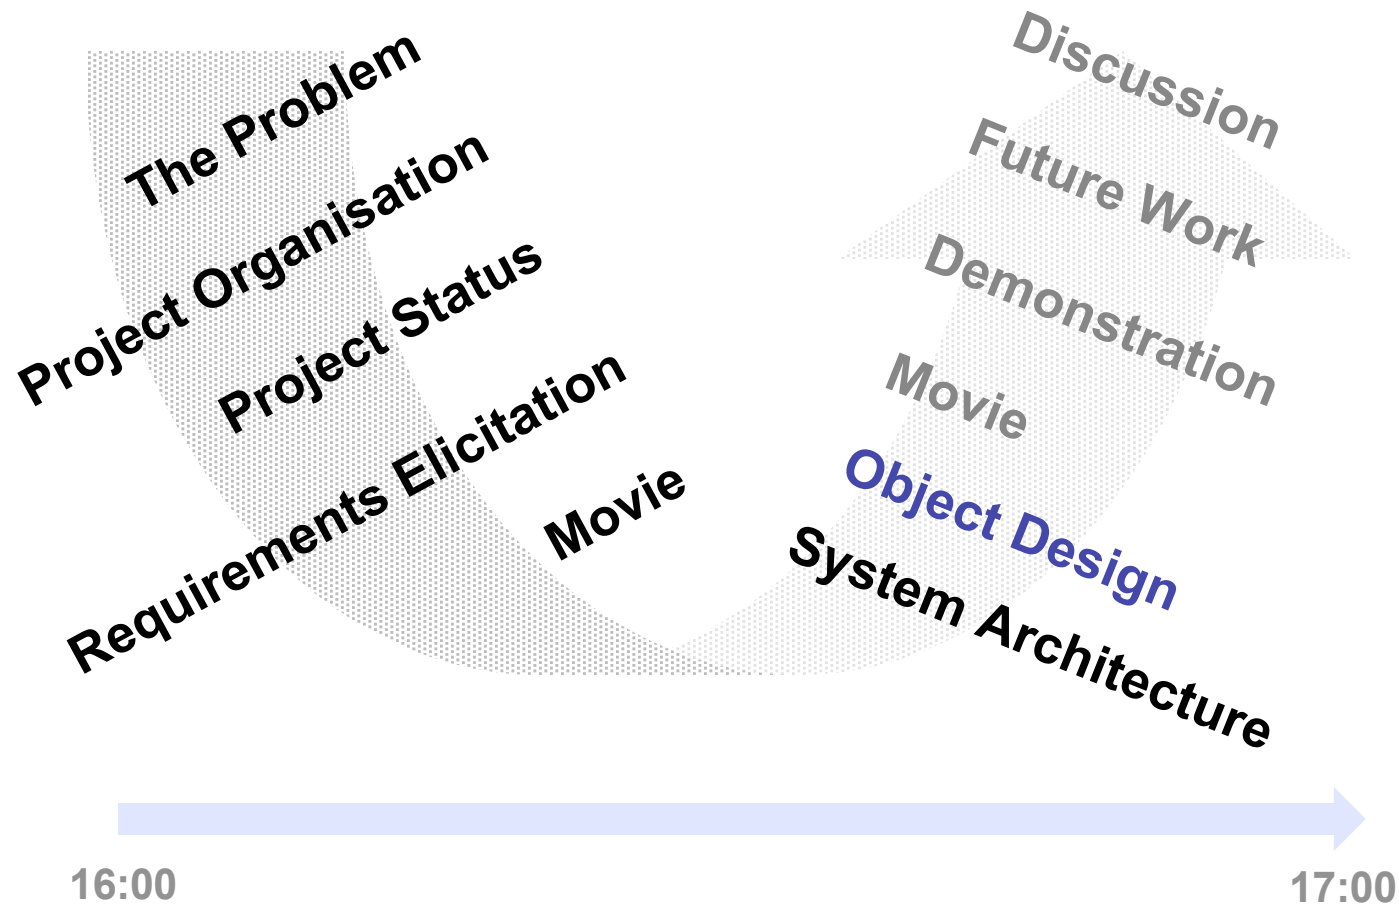 The Problem
Project Organisation
Project Status
Requirements Elicitation
Movie
Discussion
Future Work
Demonstration
Movie
Object Design
System Architecture
16:00
17:00